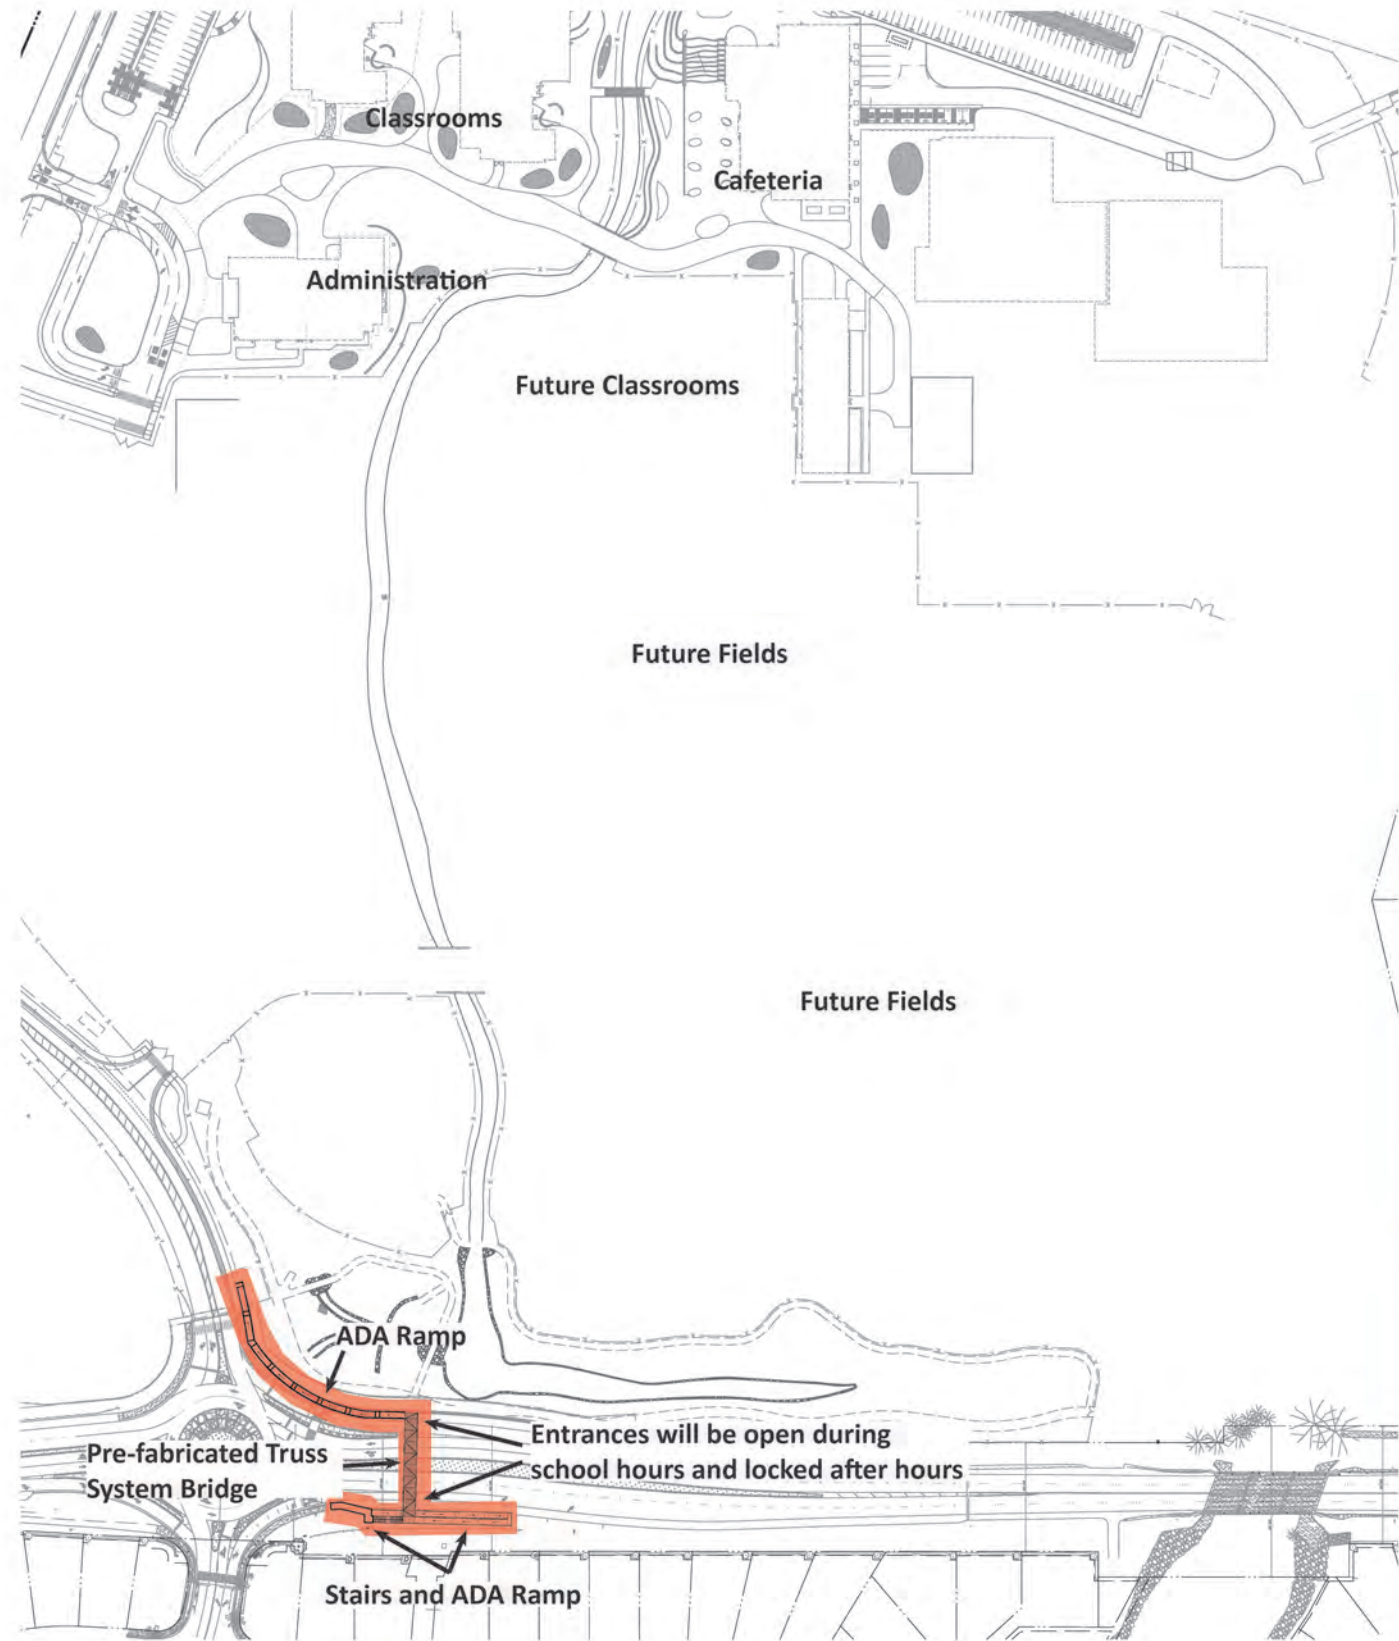 Classrooms
Cafeteria
Administration
Future Classrooms
Future Fields
Future Fields
ADA Ramp
Entrances will be open during
school hours and locked after hours
Pre-fabricated Truss
System Bridge
Stairs and ADA Ramp